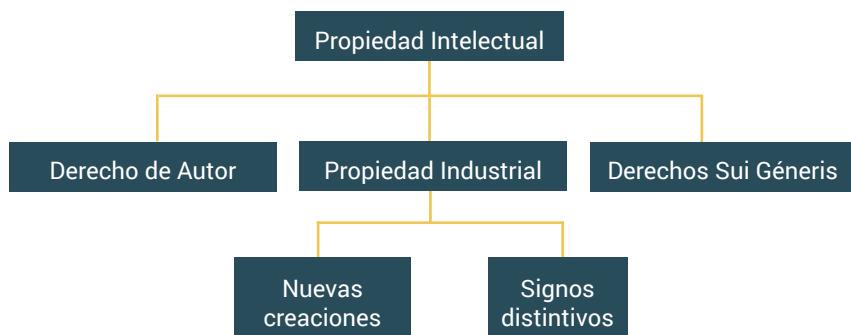 Propiedad Intelectual
Derecho de Autor
Propiedad Industrial
Derechos Sui Géneris
Nuevas
creaciones
Signos
distintivos